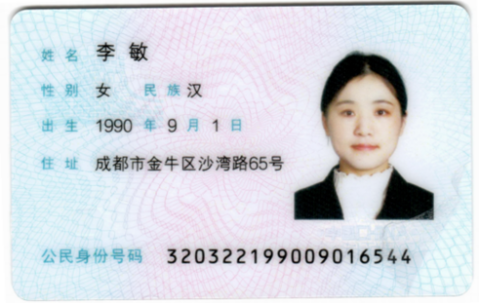 姓名 李敏
性别 女 民族 汉
出生 1990 年 9 月 1 日
住址 成都市金牛区沙湾路65号
公民身份号码 320322199009016544